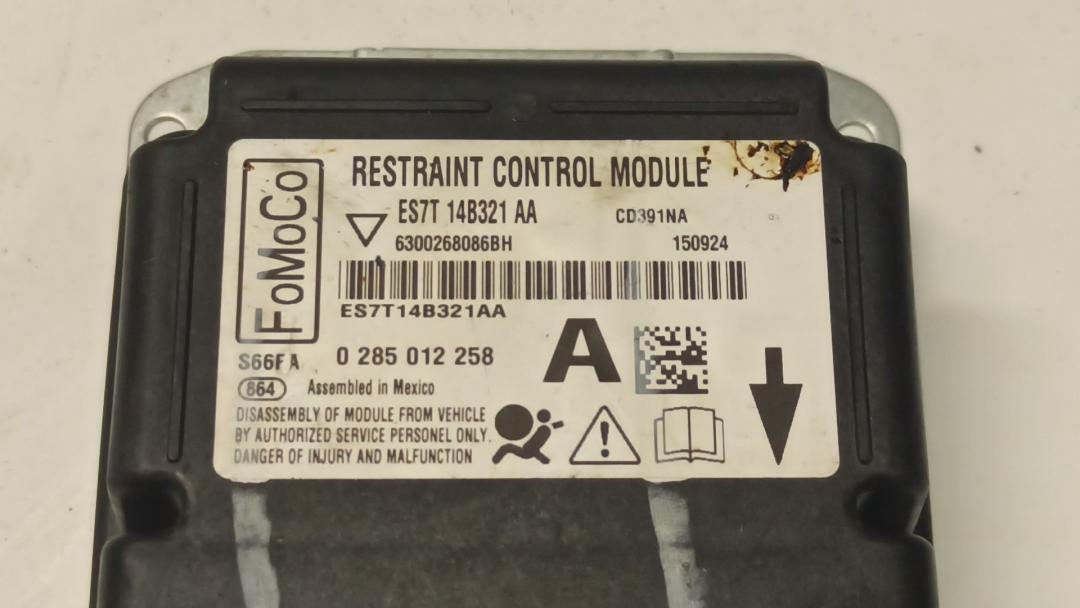 FoMoCo
RESTRAINT CONTROL MODULE
ES7T 14B321 AA CD391NA
6300268086BH 150924
ES7T14B321AA
S66FA 0 285 012 258 A
864 Assembled in Mexico
DISASSEMBLY OF MODULE FROM VEHICLE
BY AUTHORIZED SERVICE PERSONEL ONLY.
DANGER OF INJURY AND MALFUNCTION